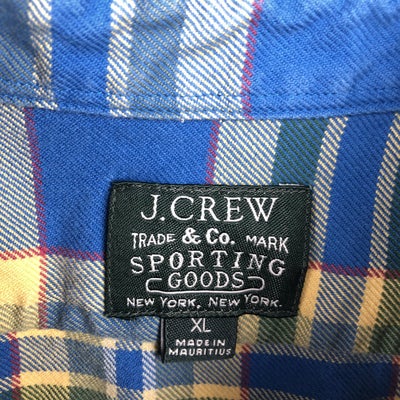 J.CREW
TRADE & Co. MARK
SPORTING
GOODS
NEW YORK, NEW YORK.
XL
MADE IN
MAURITIUS